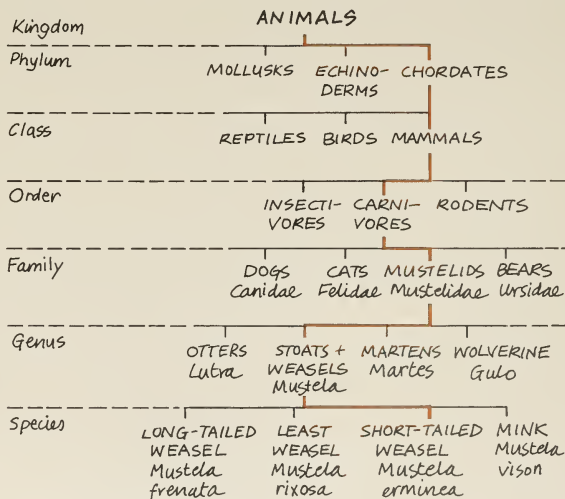 Kingdom
ANIMALS
Phylum
MOLLUSKS
ECHINO-
DERMS
CHORDATES
Class
REPTILES
BIRDS
MAMMALS
Order
INSECTI-
VORES
CARNI-
VORES
RODENTS
Family
DOGS
Canidae
CATS
Felidae
MUSTELIDS
Mustelidae
BEARS
Ursidae
Genus
OTTERS
Lutra
STOATS +
WEASELS
Mustela
MARTENS
Martes
WOLVERINE
Gulo
Species
LONG-TAILED
WEASEL
Mustela
frenata
LEAST
WEASEL
Mustela
rixosa
SHORT-TAILED
WEASEL
Mustela
erminea
MINK
Mustela
vison